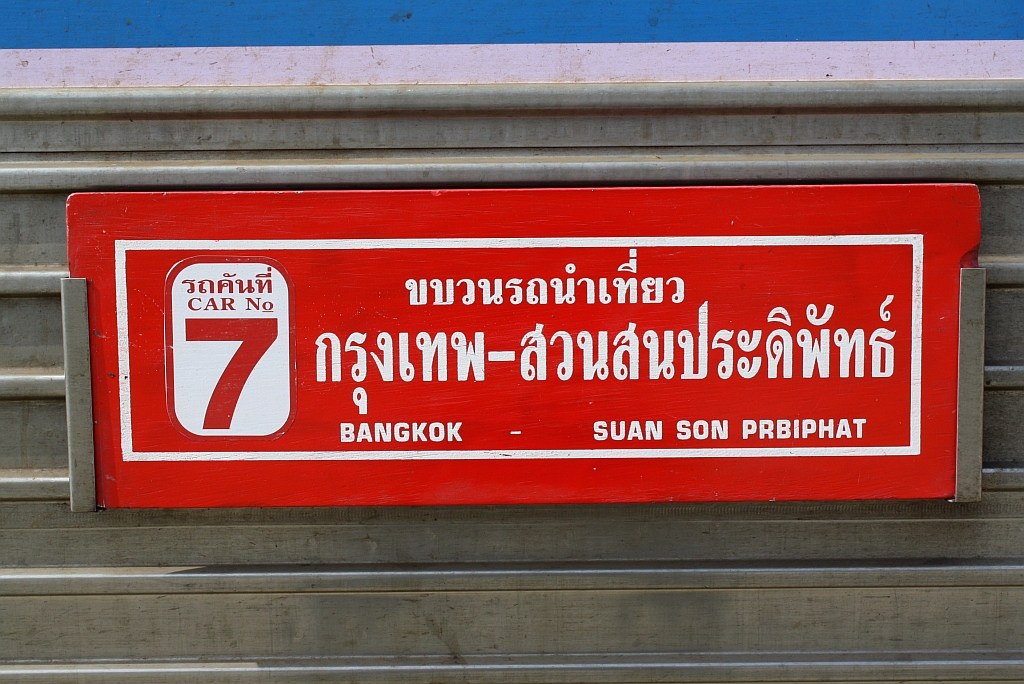 รถคันที่
CAR No
7
ขบวนรถนำเที่ยว
กรุงเทพ-สวนสนประดิพัทธ์
BANGKOK - SUAN SON PRBIPHAT